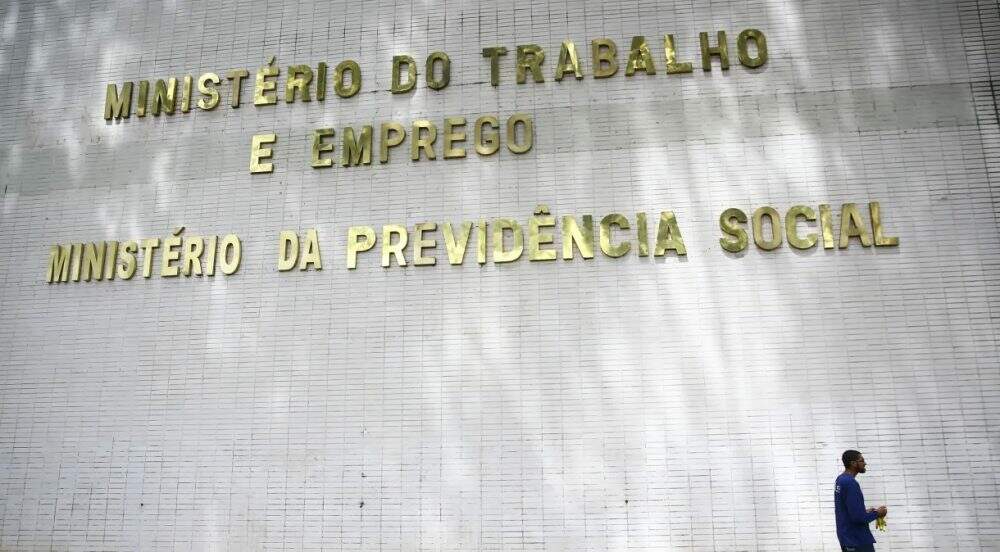 MINISTÉRIO DO TRABALHO
E EMPREGO
MINISTÉRIO DA PREVIDÊNCIA SOCIAL